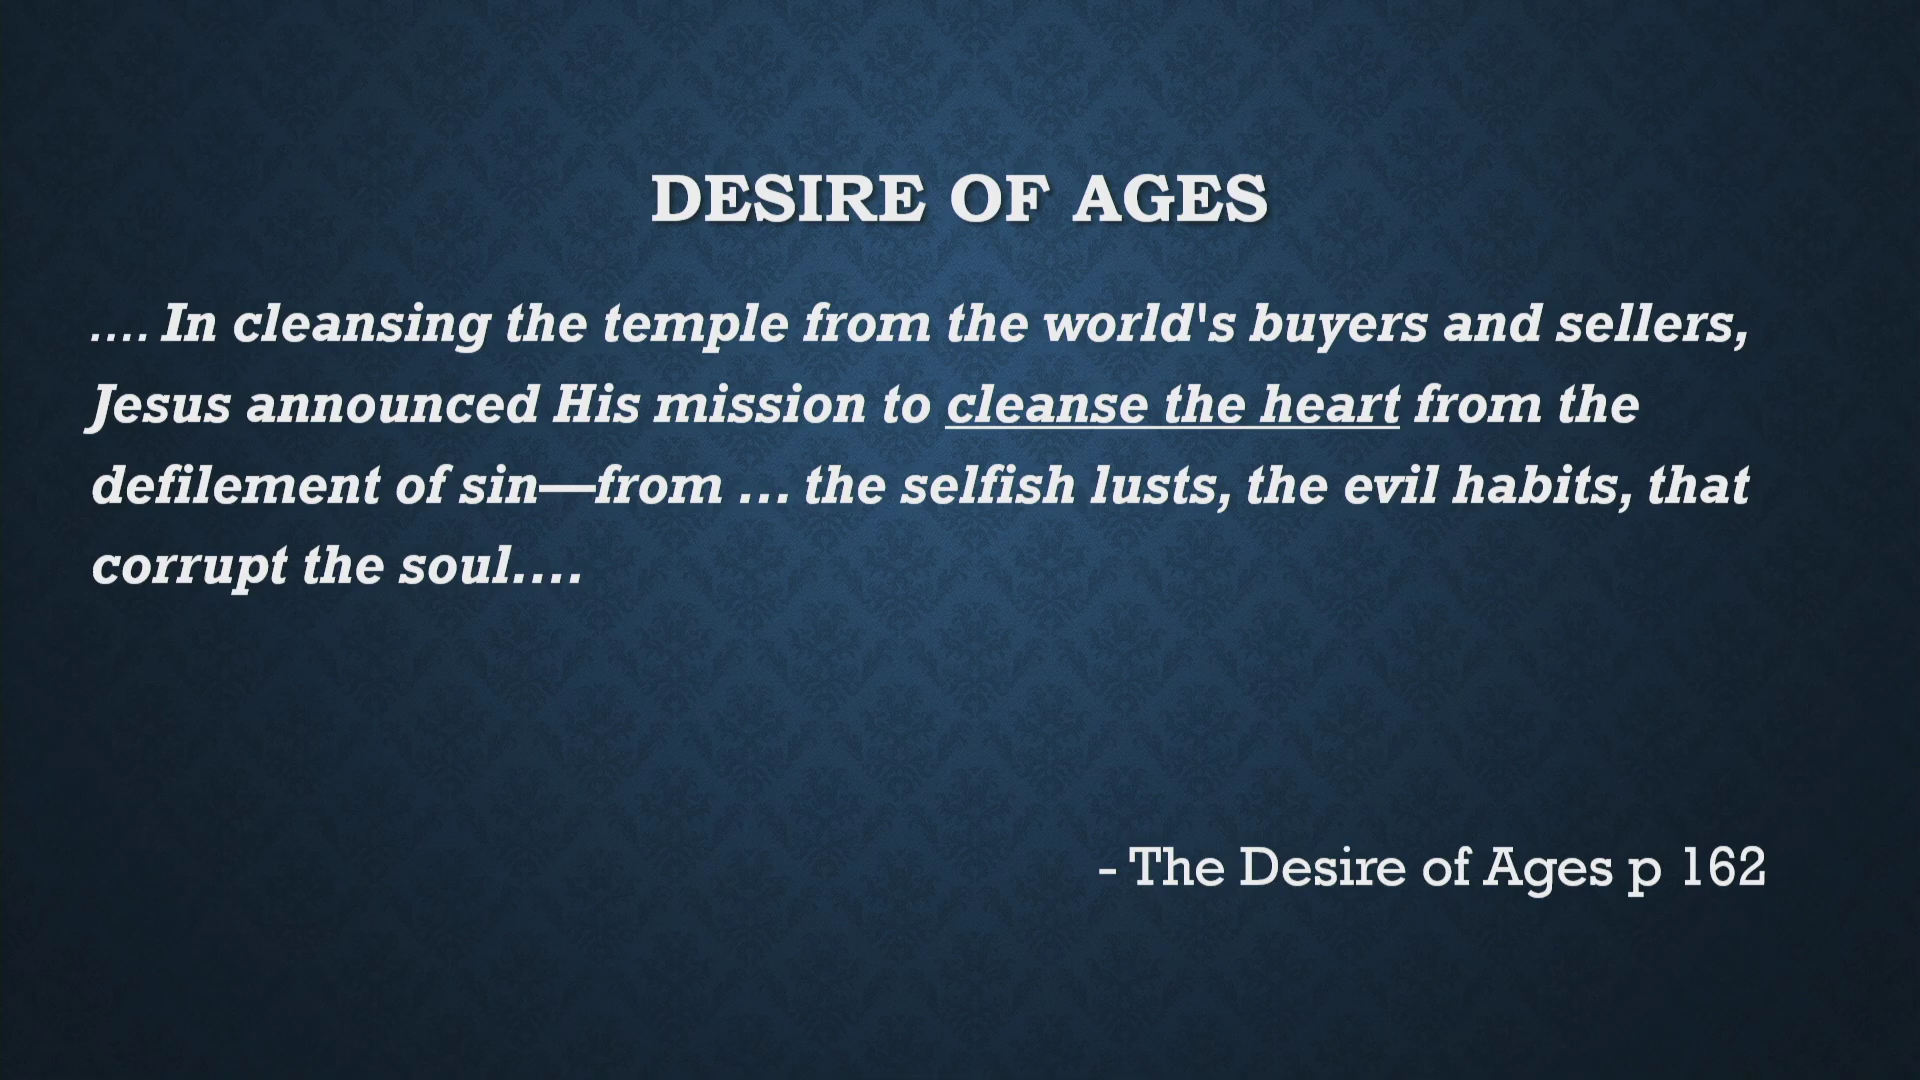 DESIRE OF AGES
.... In cleansing the temple from the world's buyers and sellers,
Jesus announced His mission to cleanse the heart from the
defilement of sin—from ... the selfish lusts, the evil habits, that
corrupt the soul....
- The Desire of Ages p 162